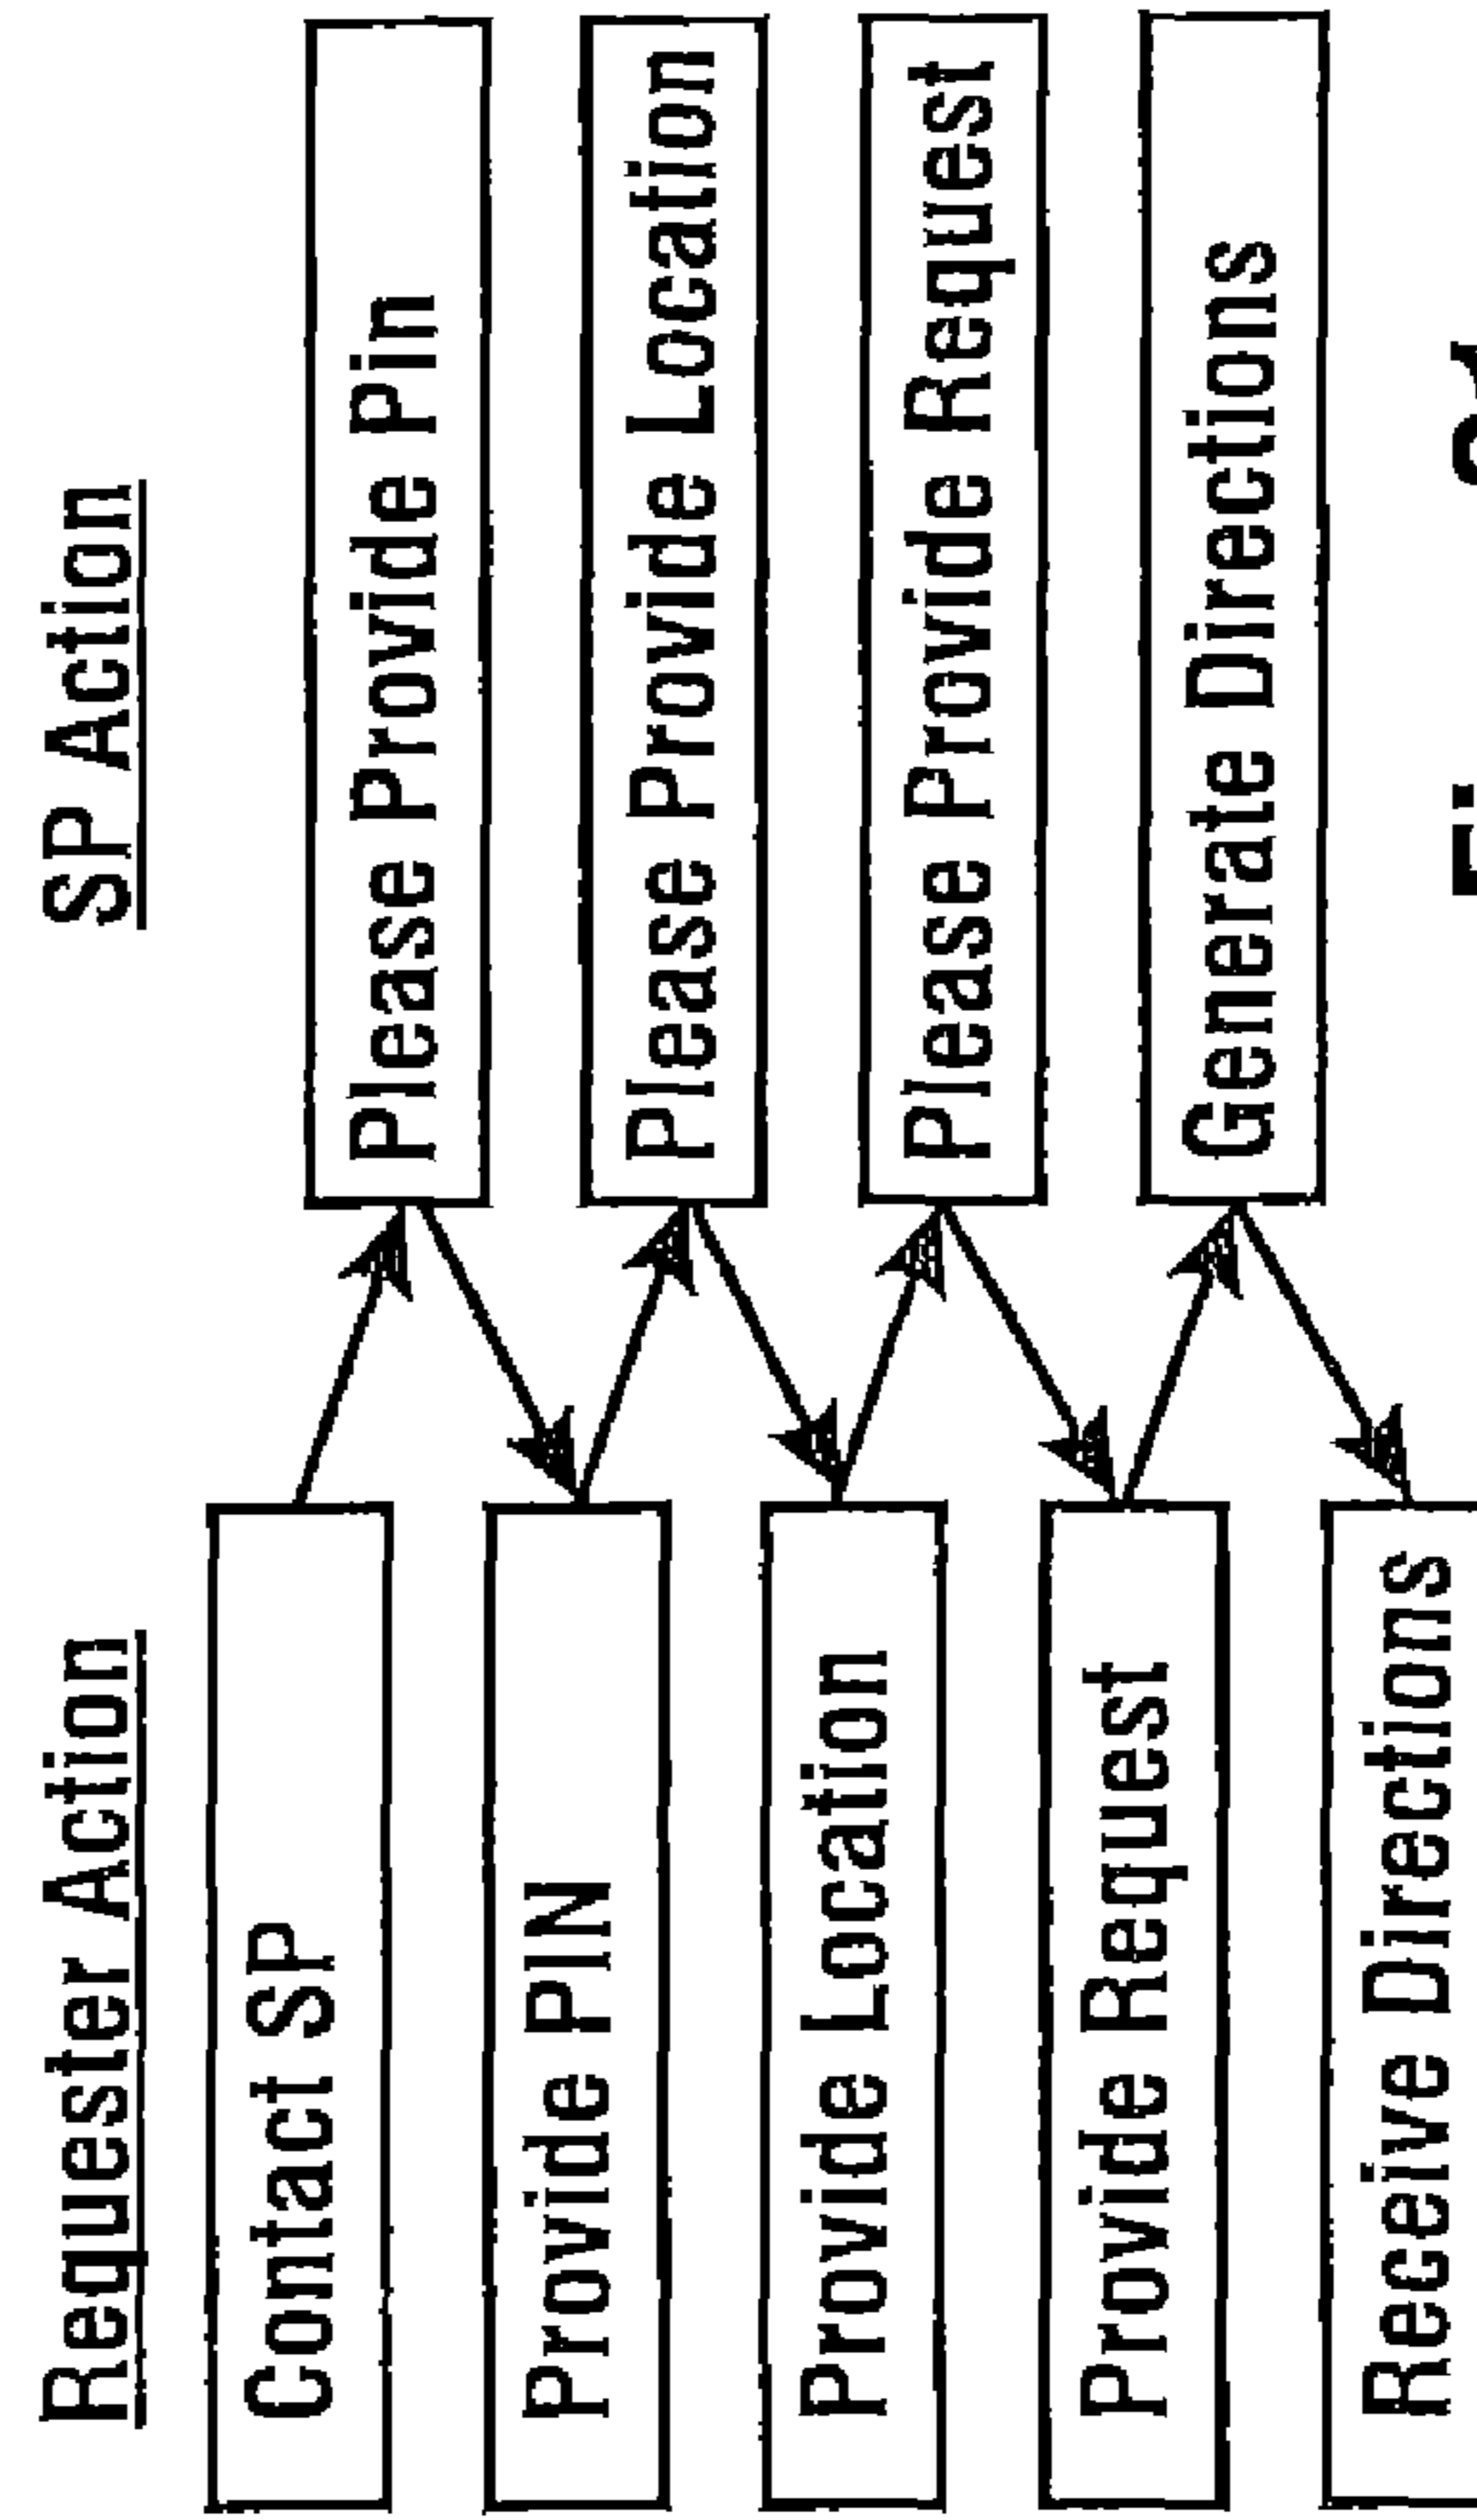 Requester Action
SP Action
Contact SP
Please Provide Pin
Provide PIN
Please Provide Location
Provide Location
Please Provide Request
Provide Request
Generate Directions
Receive Directions